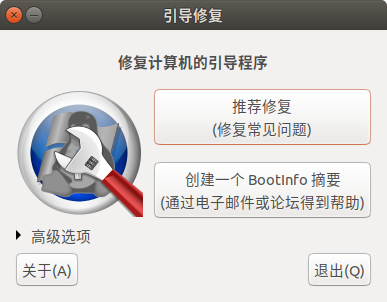 引导修复
修复计算机的引导程序
推荐修复
(修复常见问题)
创建一个 BootInfo 摘要
(通过电子邮件或论坛得到帮助)
高级选项
关于(A)
退出(Q)